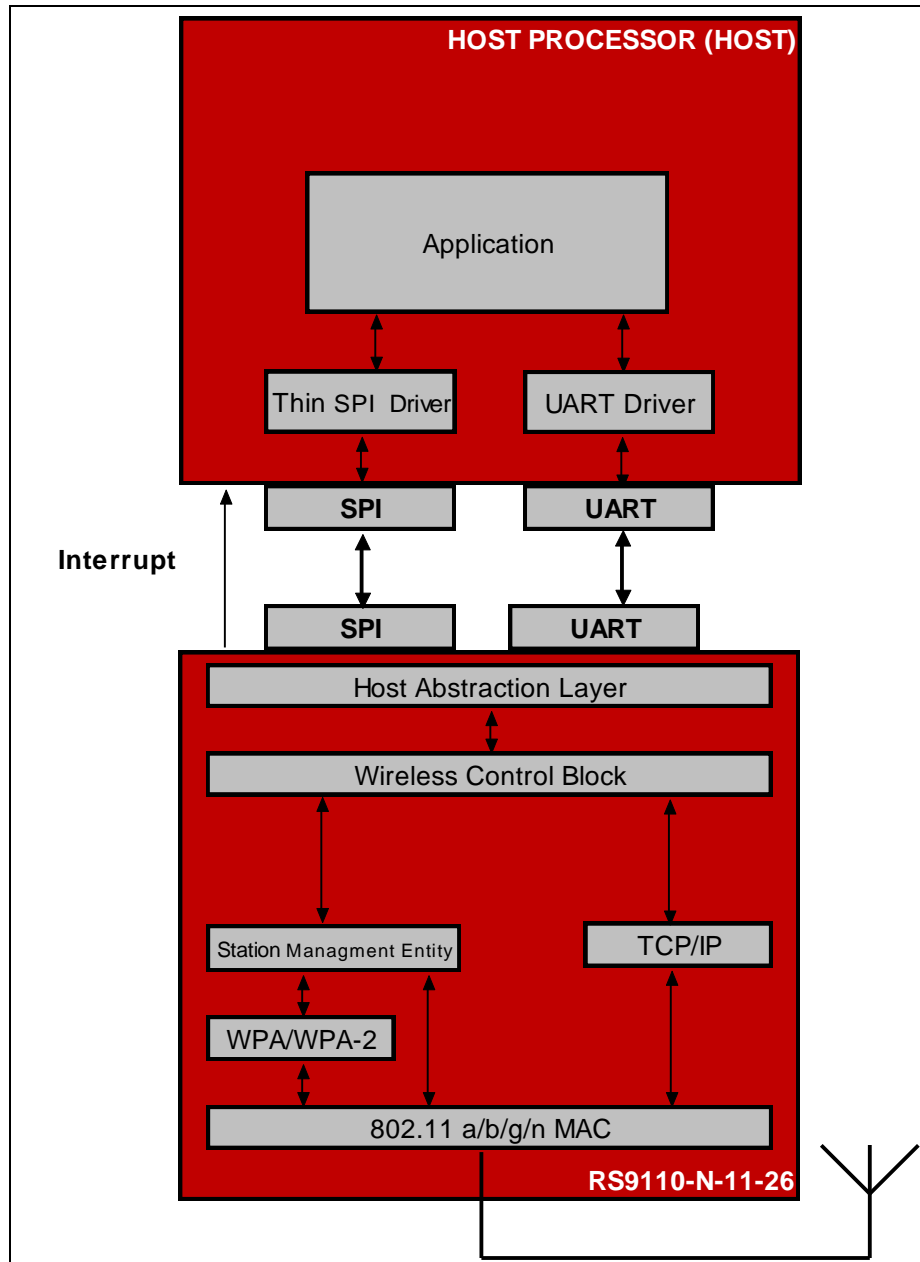 HOST PROCESSOR (HOST)
Application
Thin SPI Driver
UART Driver
SPI
UART
Interrupt
SPI
UART
Host Abstraction Layer
Wireless Control Block
Station Managment Entity
TCP/IP
WPA/WPA-2
802.11 a/b/g/n MAC
RS9110-N-11-26